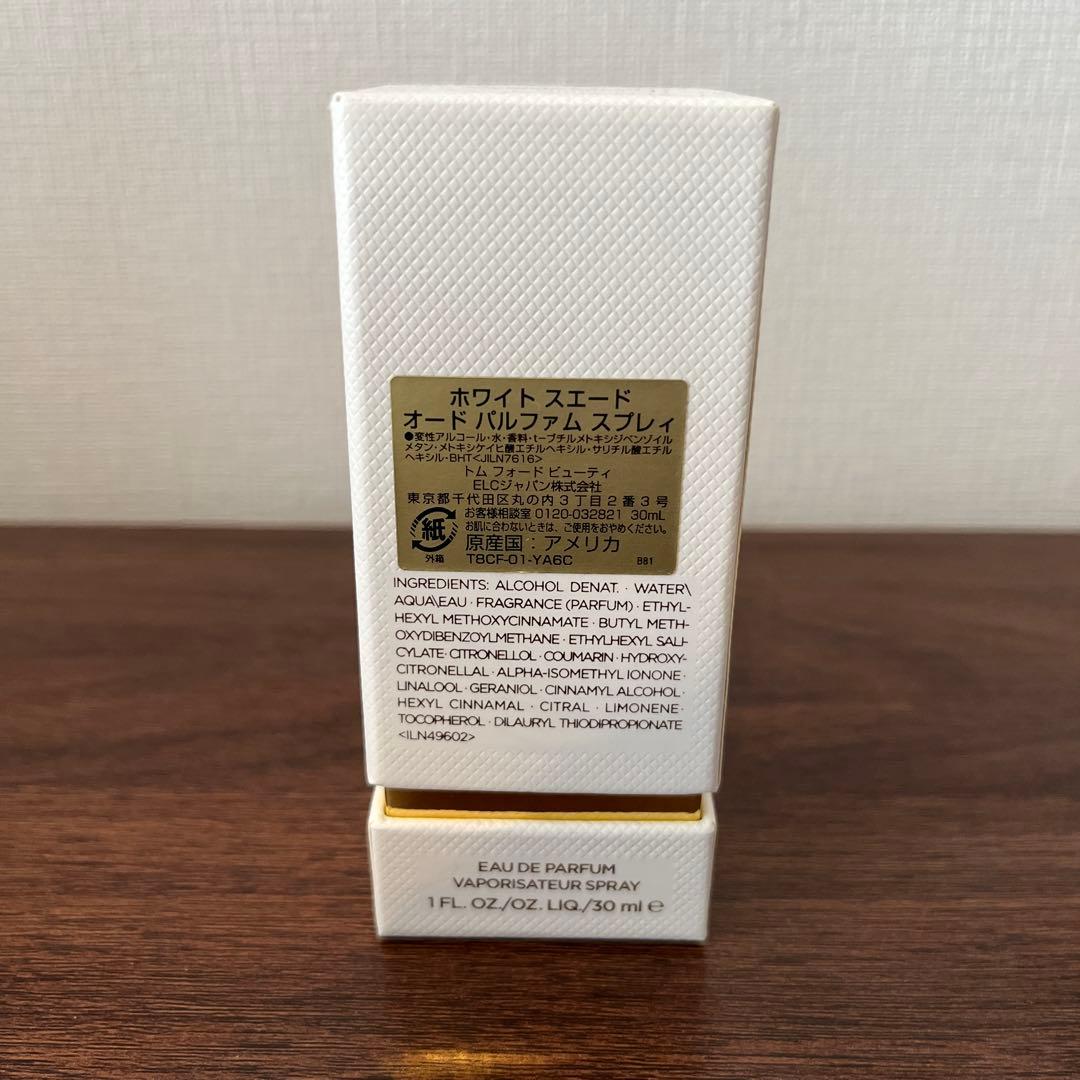 ホワイト スエード
オード パルファム スプレィ
●変性アルコール・水・香料・t-ブチルメトキシジベンゾイル
メタン・メトキシケイヒ酸エチルヘキシル・サリチル酸エチル
ヘキシル・BHT<JILN7616>
トム フォード ビューティ
ELCジャパン株式会社
東京都千代田区丸の内3丁目2番3号
お客様相談室 0120-032821 30mL
お肌に合わないときは、ご使用をおやめください。
紙
原産国：アメリカ
外箱 T8CF-01-YA6C B81
INGREDIENTS: ALCOHOL DENAT. · WATER\
AQUA\EAU · FRAGRANCE (PARFUM) · ETHYL-
HEXYL METHOXYCINNAMATE · BUTYL METH-
OXYDIBENZOYLMETHANE · ETHYLHEXYL SALI-
CYLATE · CITRONELLOL · COUMARIN · HYDROXY-
CITRONELLAL · ALPHA-ISOMETHYL IONONE ·
LINALOOL · GERANIOL · CINNAMYL ALCOHOL ·
HEXYL CINNAMAL · CITRAL · LIMONENE ·
TOCOPHEROL · DILAURYL THIODIPROPIONATE
<ILN49602>
EAU DE PARFUM
VAPORISATEUR SPRAY
1 FL. OZ./OZ. LIQ./30 ml ℮